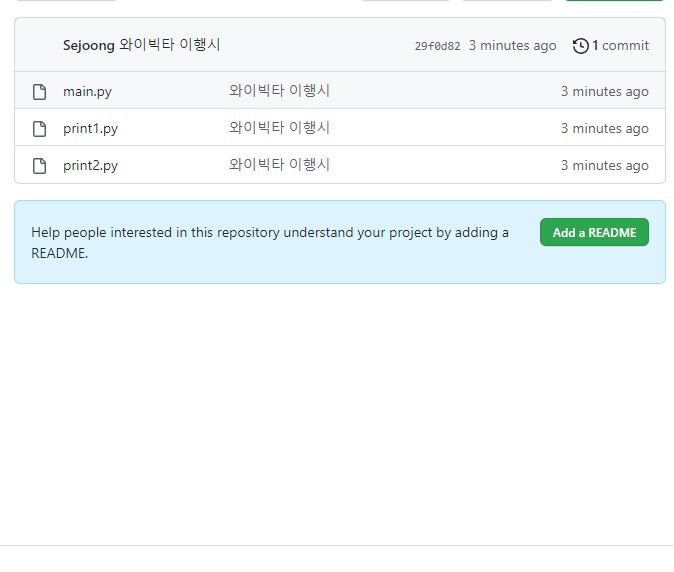 Sejoong 와이빅타 이행시 29f0d82 3 minutes ago 1 commit
main.py 와이빅타 이행시 3 minutes ago
print1.py 와이빅타 이행시 3 minutes ago
print2.py 와이빅타 이행시 3 minutes ago
Help people interested in this repository understand your project by adding a
README.
Add a README